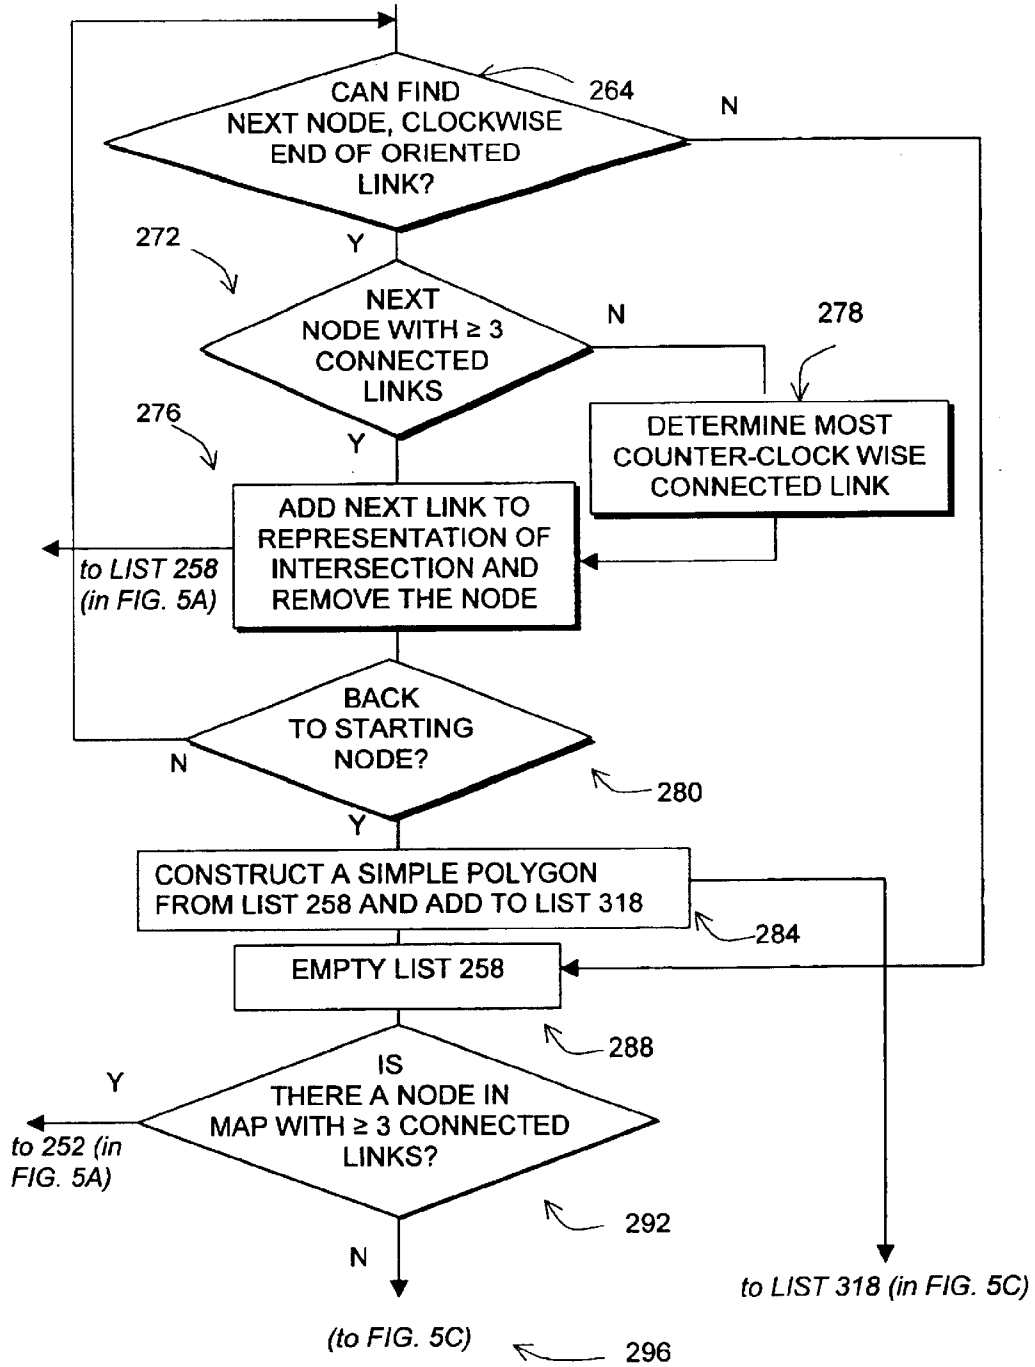 CAN FIND
NEXT NODE, CLOCKWISE
END OF ORIENTED
LINK?
264
N
Y
272
NEXT
NODE WITH ≥ 3
CONNECTED
LINKS
N
278
276
Y
DETERMINE MOST
COUNTER-CLOCK WISE
CONNECTED LINK
ADD NEXT LINK TO
REPRESENTATION OF
INTERSECTION AND
REMOVE THE NODE
to LIST 258
(in FIG. 5A)
BACK
TO STARTING
NODE?
N
280
Y
CONSTRUCT A SIMPLE POLYGON
FROM LIST 258 AND ADD TO LIST 318
284
EMPTY LIST 258
288
IS
THERE A NODE IN
MAP WITH ≥ 3 CONNECTED
LINKS?
Y
to 252 (in
FIG. 5A)
292
N
to LIST 318 (in FIG. 5C)
(to FIG. 5C)
296